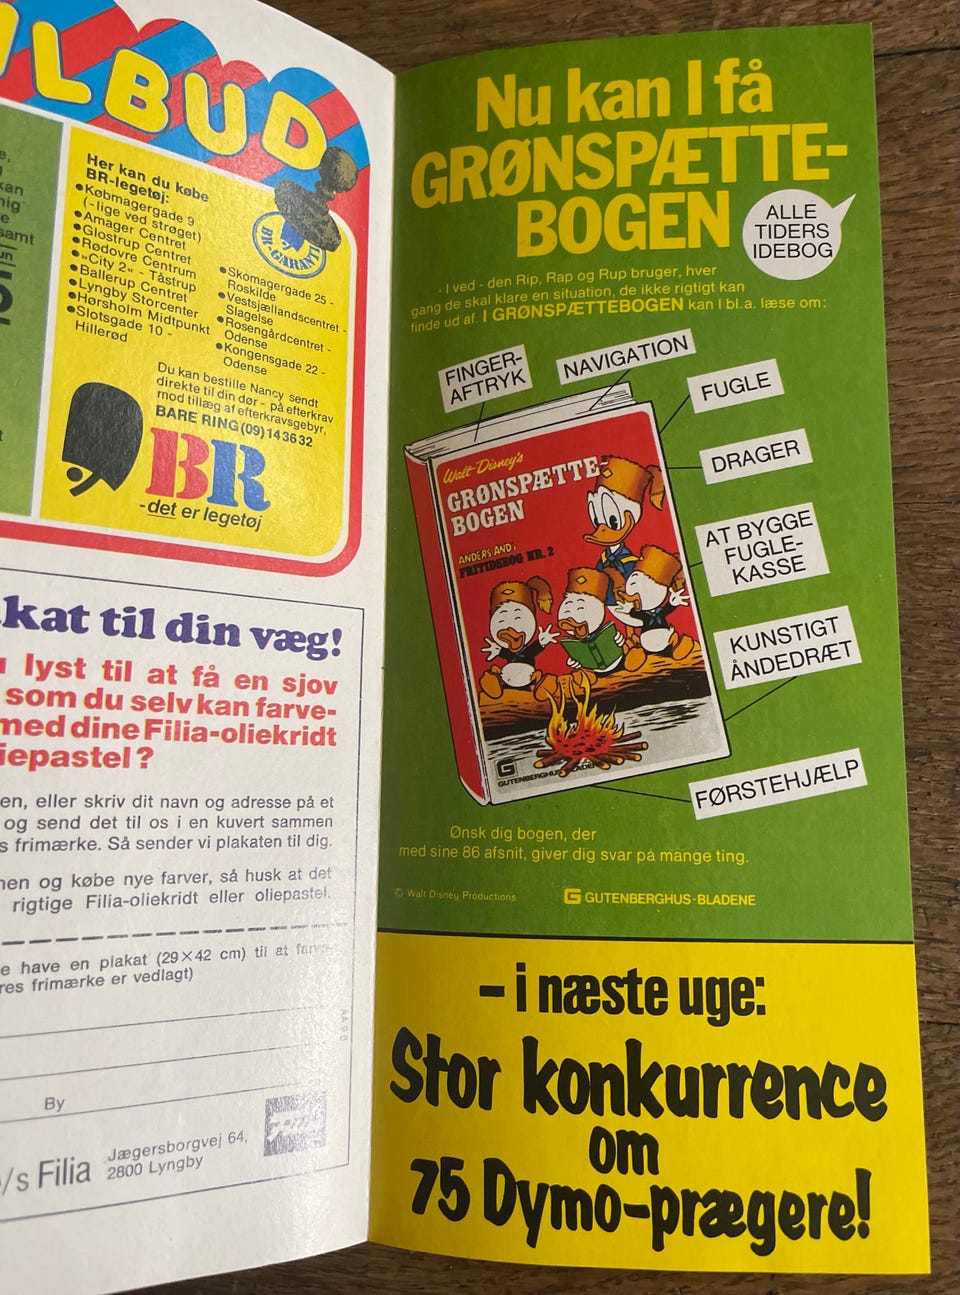 ILBUD
Her kan du købe
BR-legetøj:
●Købmagergade 9
(-lige ved strøget)
●Amager Centret
●Glostrup Centret
●Rødovre Centrum
●„City 2“ - Tåstrup
●Ballerup Centret
●Lyngby Storcenter
●Hørsholm Midtpunkt
●Slotsgade 10 -
Hillerød
BR GARANTI
●Skomagergade 25 -
Roskilde
●Vestsjællandscentret -
Slagelse
●Rosengårdcentret -
Odense
●Kongensgade 22 -
Odense
Du kan bestille Nancy sendt
direkte til din dør - på efterkrav
mod tillæg af efterkravsgebyr,
BARE RING (09) 14 36 32
BR
-det er legetøj
kat til din væg!
lyst til at få en sjov
som du selv kan farve-
med dine Filia-oliekridt
iepastel?
en, eller skriv dit navn og adresse på et
og send det til os i en kuvert sammen
s frimærke. Så sender vi plakaten til dig.
en og købe nye farver, så husk at det
rigtige Filia-oliekridt eller oliepastel.
e have en plakat (29×42 cm) til at farve-
res frimærke er vedlagt)
By
/s Filia
Jægersborgvej 64,
2800 Lyngby
Nu kan I få
GRØNSPÆTTE-
BOGEN
ALLE
TIDERS
IDEBOG
- I ved - den Rip, Rap og Rup bruger, hver
gang de skal klare en situation, de ikke rigtigt kan
finde ud af. I GRØNSPÆTTEBOGEN kan I bl.a. læse om:
FINGER-
AFTRYK
NAVIGATION
FUGLE
DRAGER
AT BYGGE
FUGLE-
KASSE
KUNSTIGT
ÅNDEDRÆT
FØRSTEHJÆLP
Walt Disney's
GRØNSPÆTTE-
BOGEN
ANDERS AND:
FRITIDSBOG NR. 2
GUTENBERGHUS-BLADENE
Ønsk dig bogen, der
med sine 86 afsnit, giver dig svar på mange ting.
© Walt Disney Productions
GUTENBERGHUS-BLADENE
- i næste uge:
Stor konkurrence
om
75 Dymo-prægere!